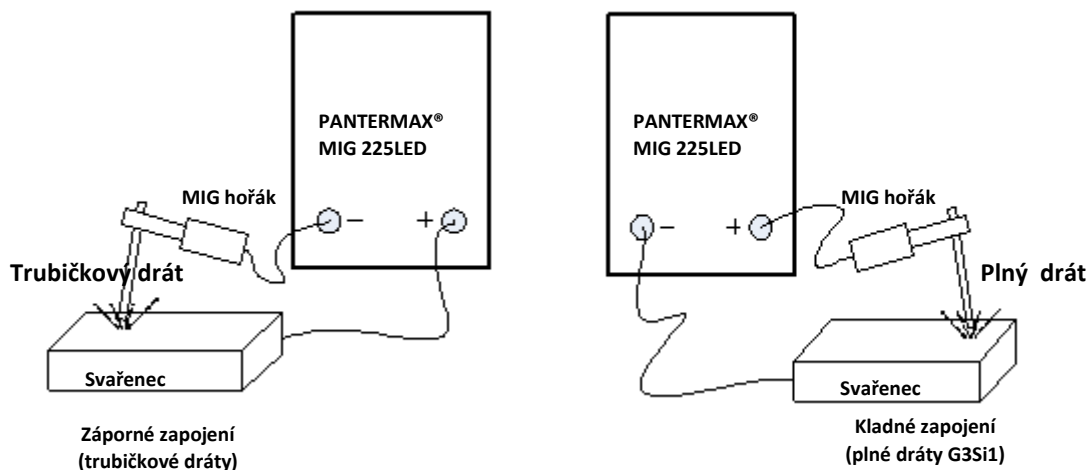 PANTERMAX®
MIG 225LED
MIG hořák
− +
Trubičkový drát
Svařenec
Záporné zapojení
(trubičkové dráty)
PANTERMAX®
MIG 225LED
MIG hořák
− +
Plný drát
Svařenec
Kladné zapojení
(plné dráty G3Si1)